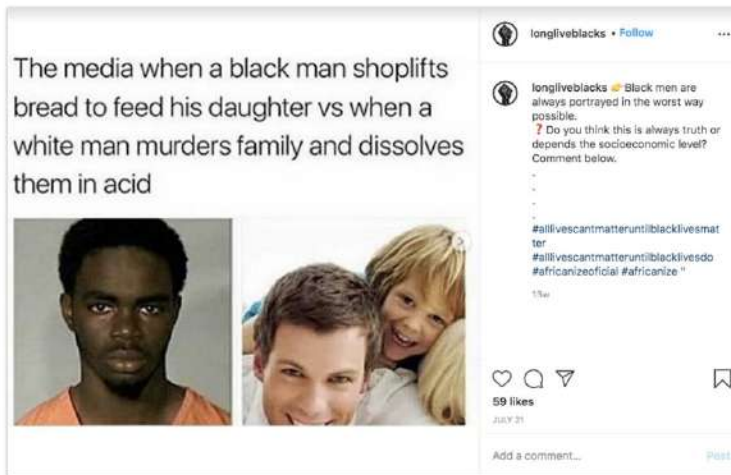 The media when a black man shoplifts
bread to feed his daughter vs when a
white man murders family and dissolves
them in acid
longliveblacks • Follow
longliveblacks 👉 Black men are
always portrayed in the worst way
possible.
❓ Do you think this is always truth or
depends the socioeconomic level?
Comment below.
.
.
.
.
#alllivescantmatteruntilblacklivesmat
ter
#alllivescantmatteruntilblacklivesdo
#africanizeoficial #africanize "
59 likes
JULY 21
Add a comment...
Post